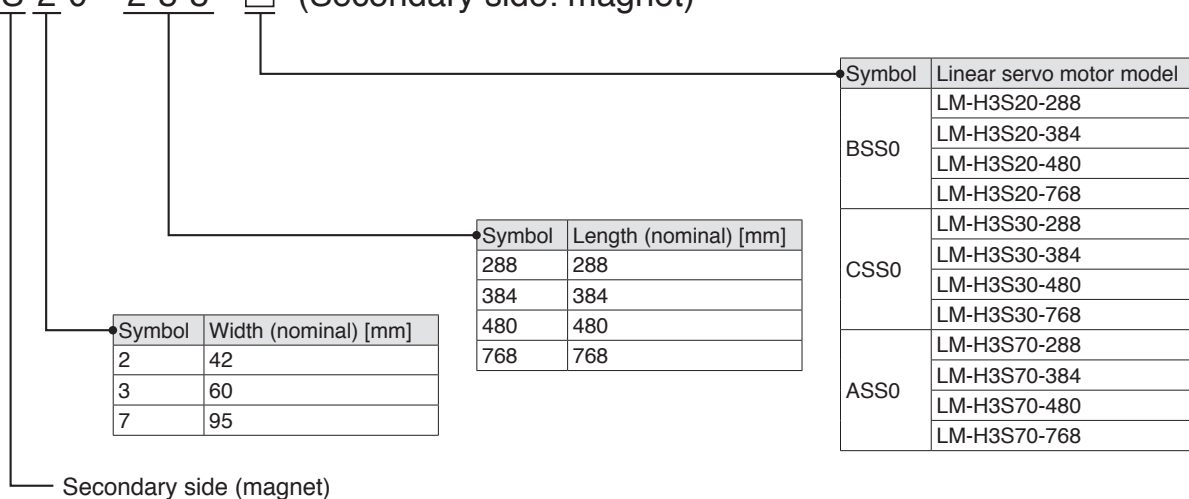 (Secondary side: magnet)
Symbol Linear servo motor model
BSS0
LM-H3S20-288
LM-H3S20-384
LM-H3S20-480
LM-H3S20-768
CSS0
LM-H3S30-288
LM-H3S30-384
LM-H3S30-480
LM-H3S30-768
ASS0
LM-H3S70-288
LM-H3S70-384
LM-H3S70-480
LM-H3S70-768
Symbol Length (nominal) [mm]
288 288
384 384
480 480
768 768
Symbol Width (nominal) [mm]
2 42
3 60
7 95
Secondary side (magnet)